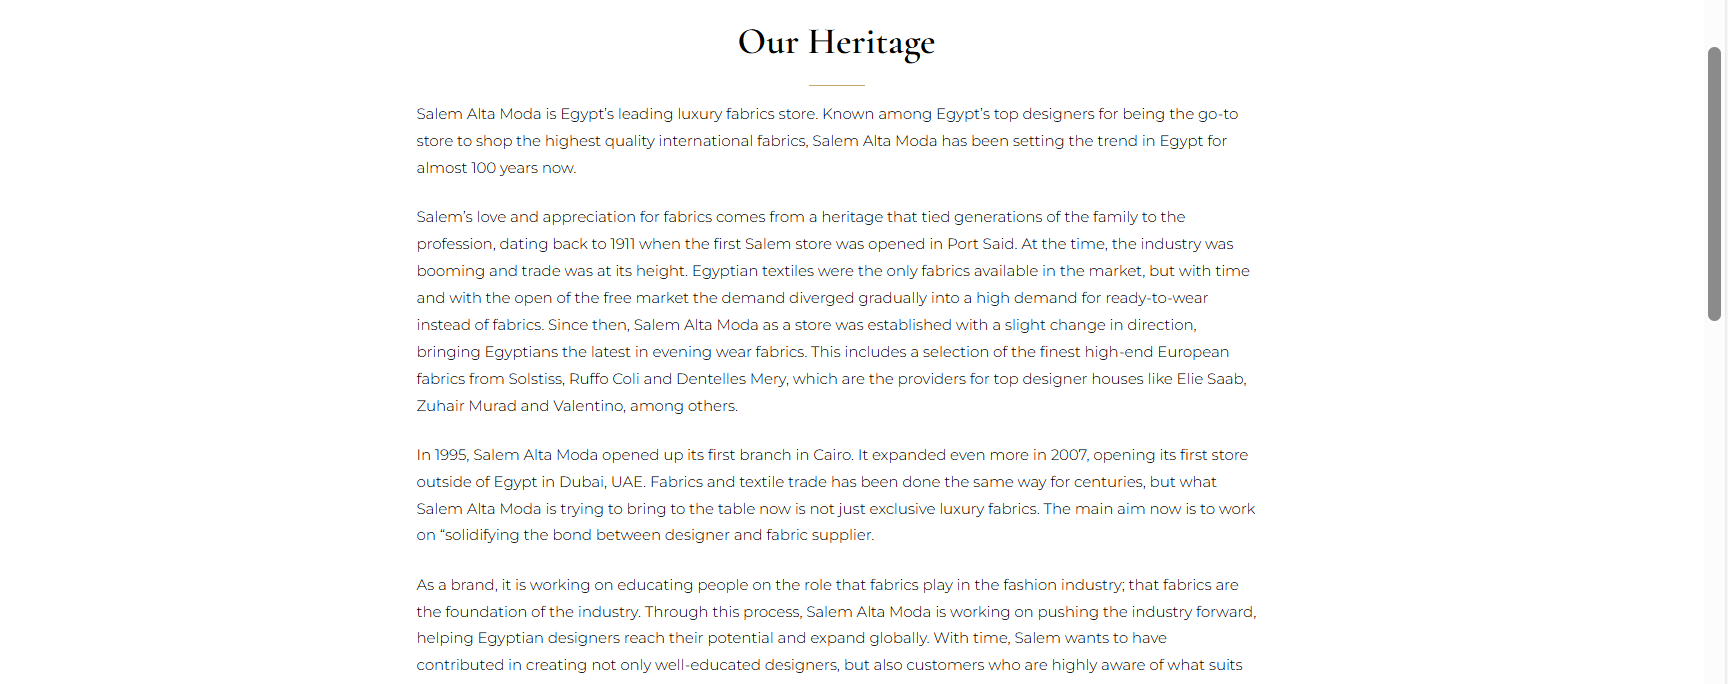 Our Heritage
Salem Alta Moda is Egypt’s leading luxury fabrics store. Known among Egypt’s top designers for being the go-to
store to shop the highest quality international fabrics, Salem Alta Moda has been setting the trend in Egypt for
almost 100 years now.
Salem’s love and appreciation for fabrics comes from a heritage that tied generations of the family to the
profession, dating back to 1911 when the first Salem store was opened in Port Said. At the time, the industry was
booming and trade was at its height. Egyptian textiles were the only fabrics available in the market, but with time
and with the open of the free market the demand diverged gradually into a high demand for ready-to-wear
instead of fabrics. Since then, Salem Alta Moda as a store was established with a slight change in direction,
bringing Egyptians the latest in evening wear fabrics. This includes a selection of the finest high-end European
fabrics from Solstiss, Ruffo Coli and Dentelles Mery, which are the providers for top designer houses like Elie Saab,
Zuhair Murad and Valentino, among others.
In 1995, Salem Alta Moda opened up its first branch in Cairo. It expanded even more in 2007, opening its first store
outside of Egypt in Dubai, UAE. Fabrics and textile trade has been done the same way for centuries, but what
Salem Alta Moda is trying to bring to the table now is not just exclusive luxury fabrics. The main aim now is to work
on “solidifying the bond between designer and fabric supplier.
As a brand, it is working on educating people on the role that fabrics play in the fashion industry; that fabrics are
the foundation of the industry. Through this process, Salem Alta Moda is working on pushing the industry forward,
helping Egyptian designers reach their potential and expand globally. With time, Salem wants to have
contributed in creating not only well-educated designers, but also customers who are highly aware of what suits